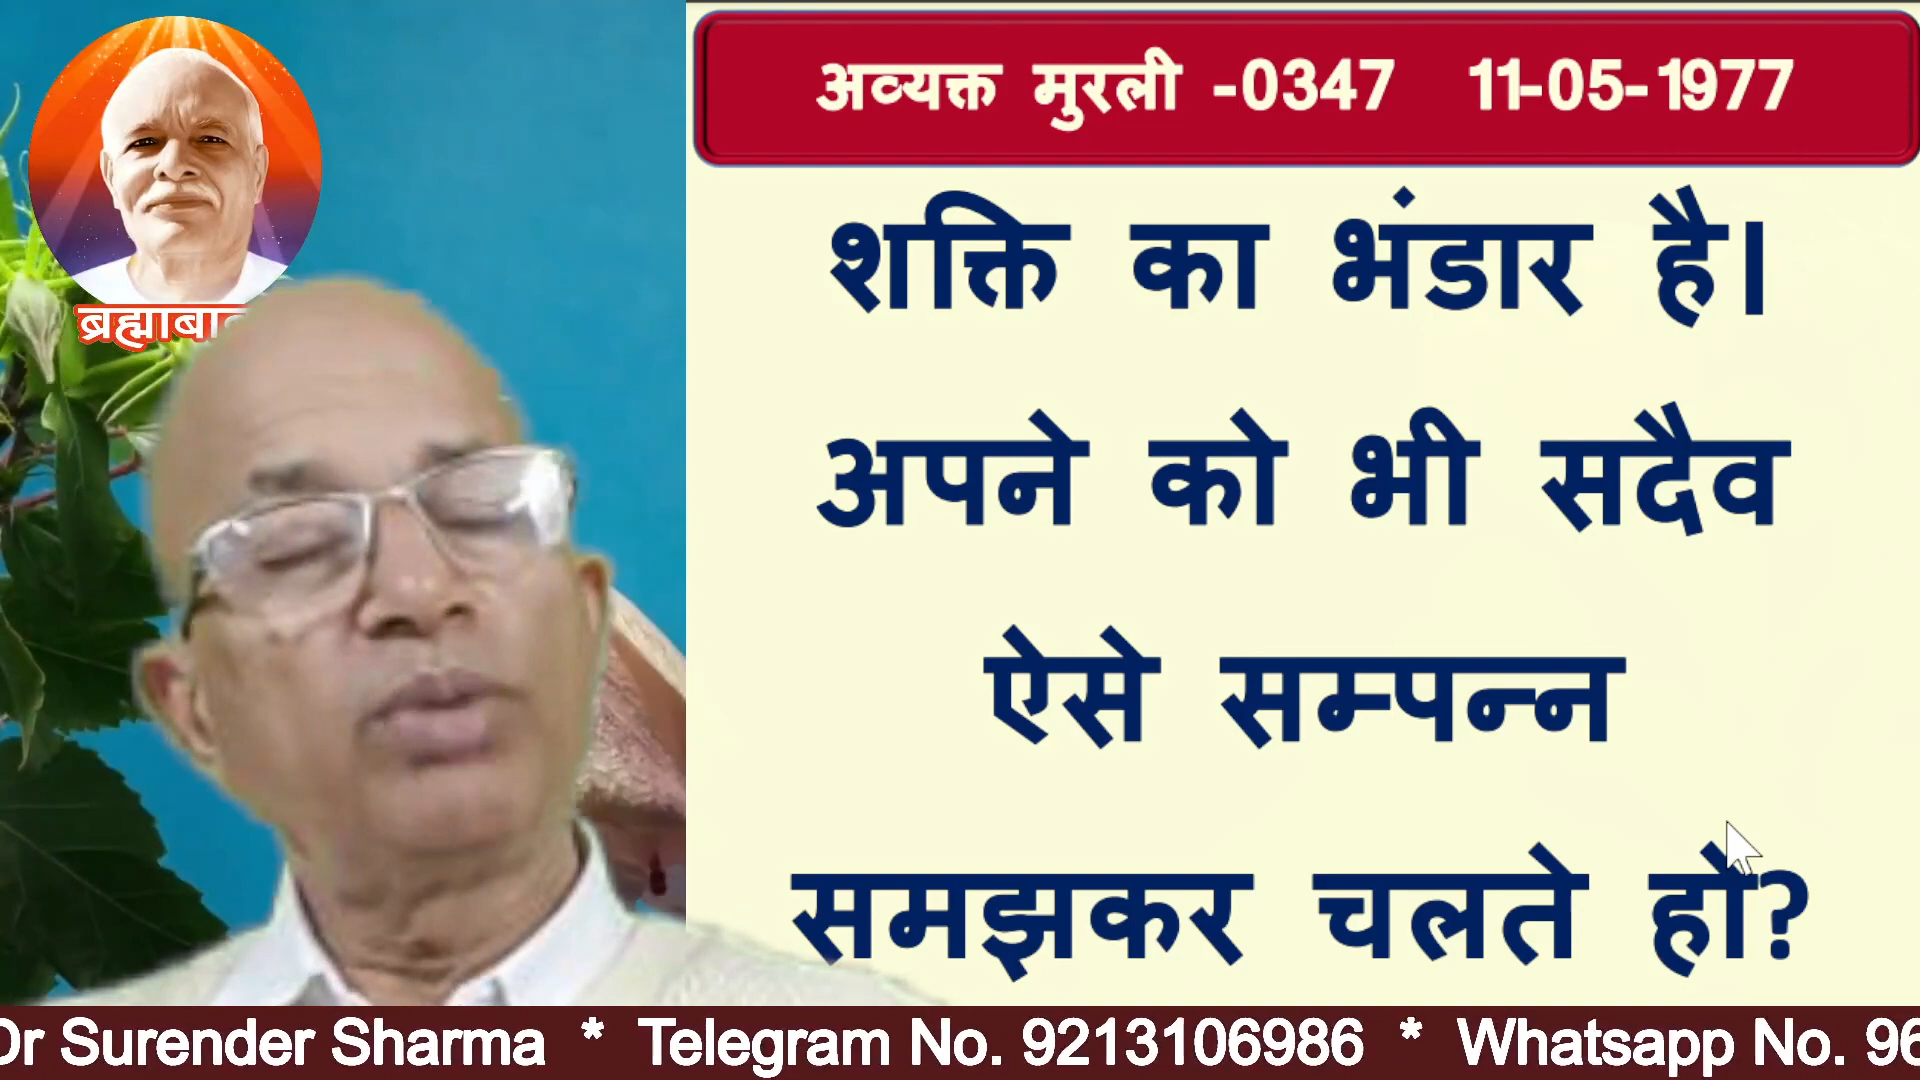 अव्यक्त मुरली -0347 11-05-1977
शक्ति का भंडार है।
अपने को भी सदैव
ऐसे सम्पन्न
समझकर चलते हो?
Dr Surender Sharma * Telegram No. 9213106986 * Whatsapp No. 96